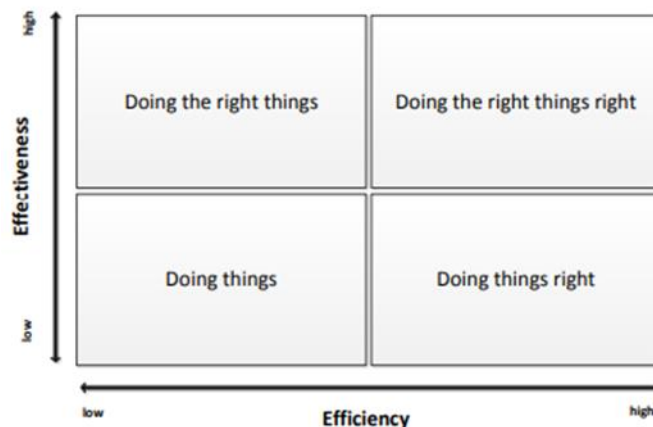 high
Doing the right things
Doing the right things right
Effectiveness
Doing things
Doing things right
low
low
Efficiency
high